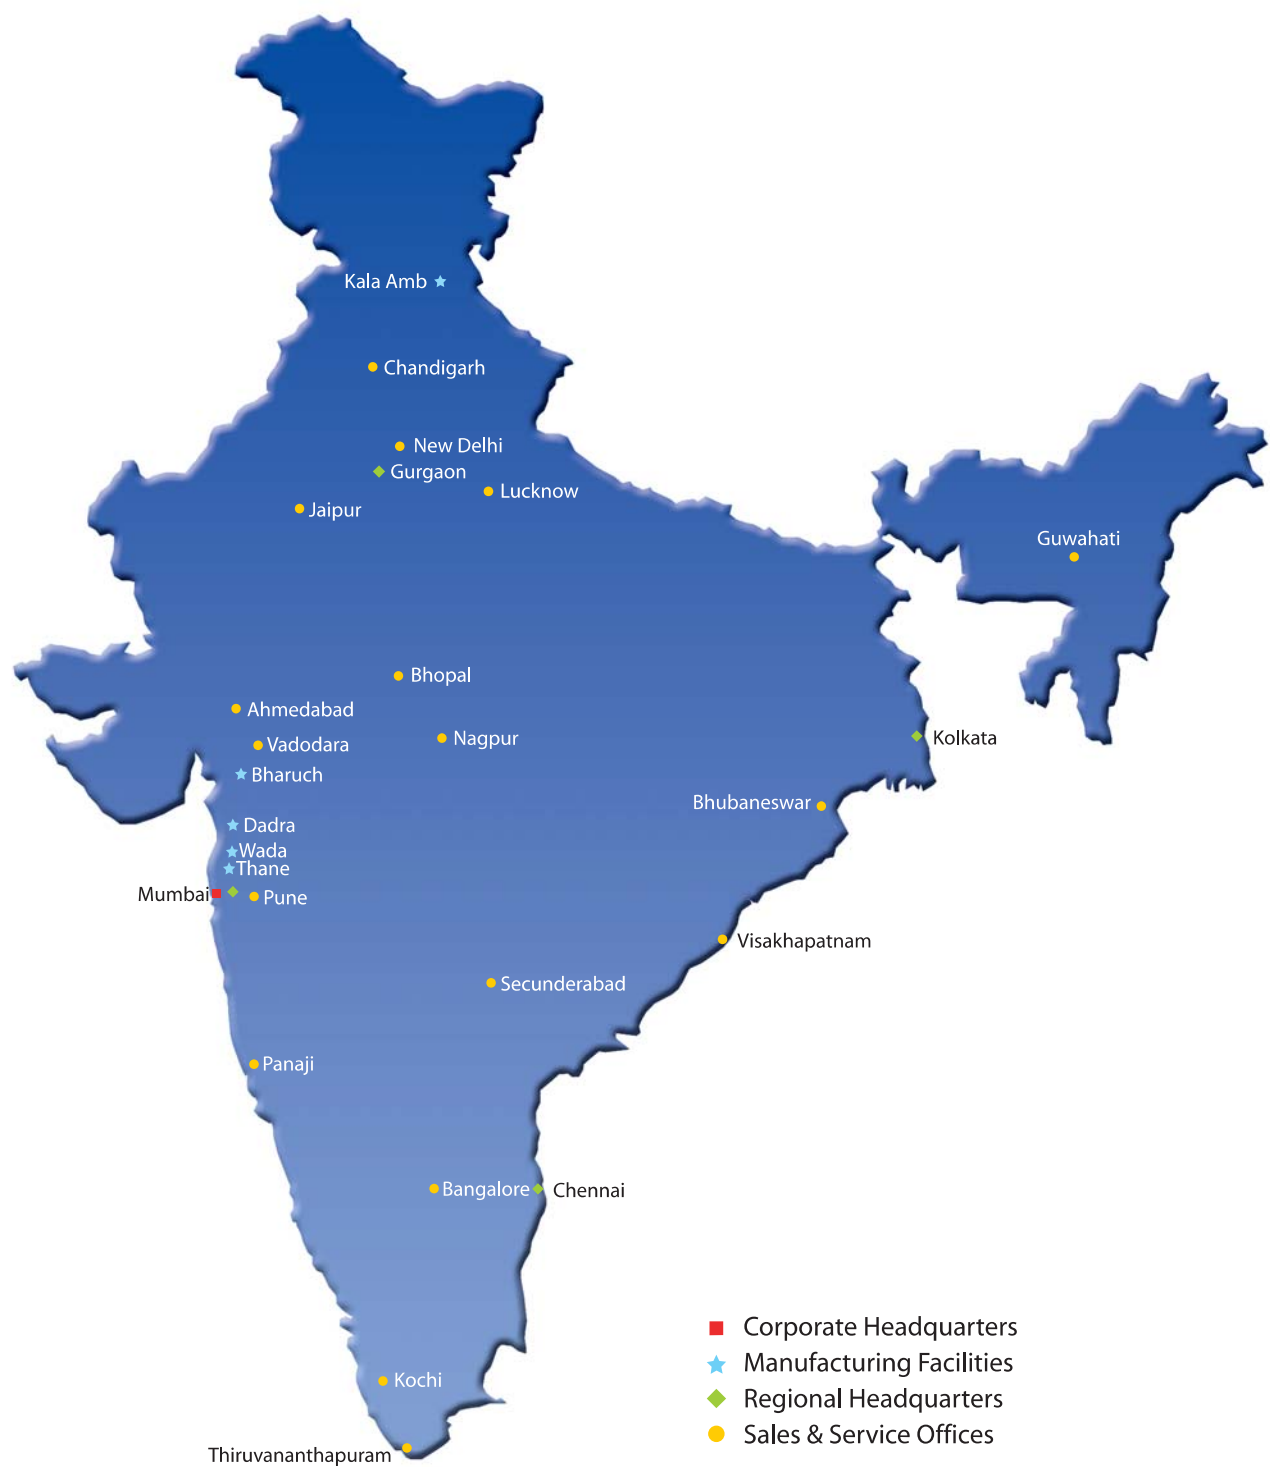 Kala Amb
Chandigarh
New Delhi
Gurgaon
Lucknow
Jaipur
Guwahati
Bhopal
Ahmedabad
Vadodara
Nagpur
Kolkata
Bharuch
Bhubaneswar
Dadra
Wada
Thane
Mumbai
Pune
Visakhapatnam
Secunderabad
Panaji
Bangalore
Chennai
Corporate Headquarters
Manufacturing Facilities
Regional Headquarters
Sales & Service Offices
Kochi
Thiruvananthapuram